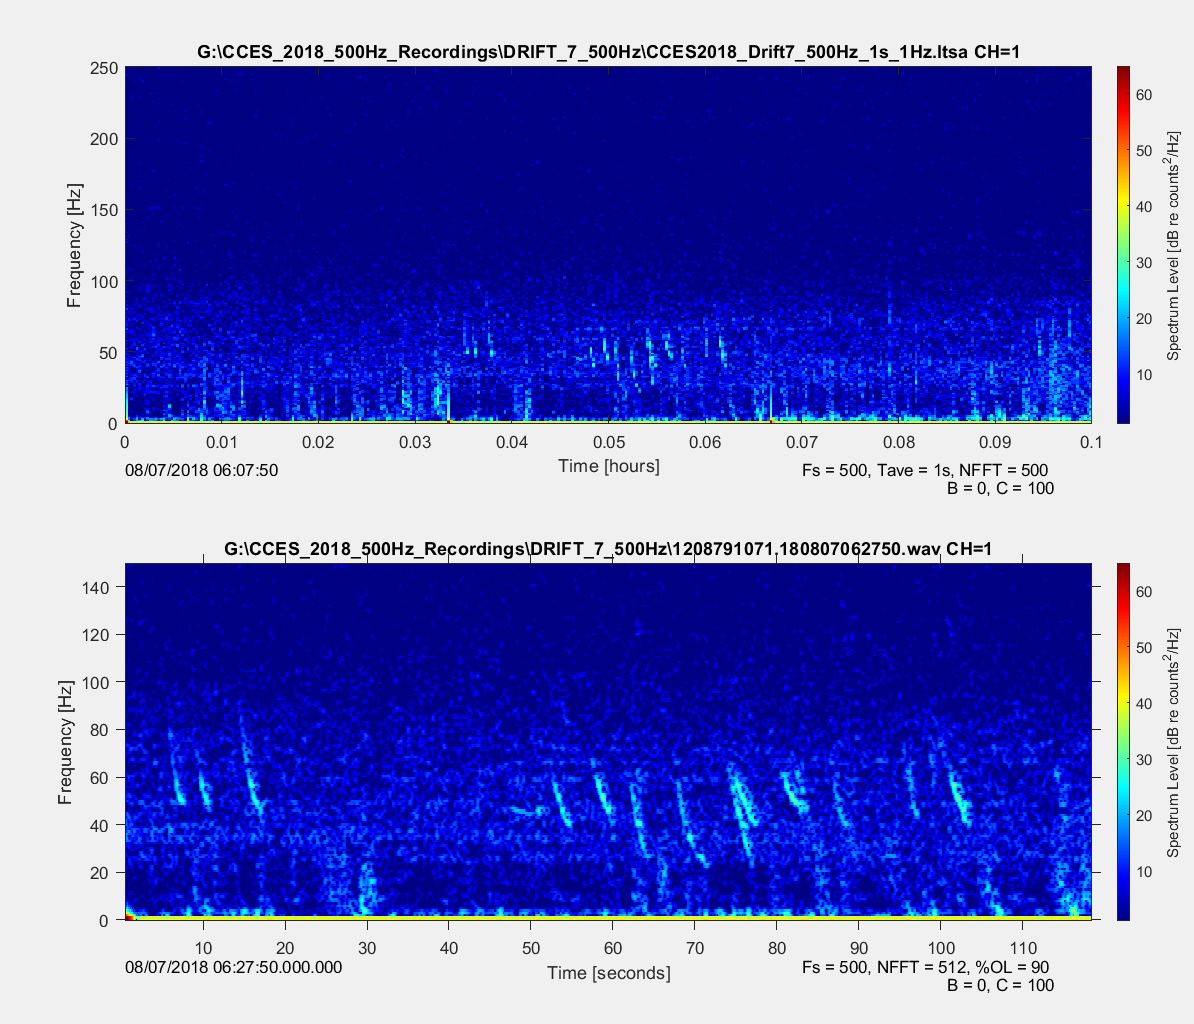 G:\CCES_2018_500Hz_Recordings\DRIFT_7_500Hz\CCES2018_Drift7_500Hz_1s_1Hz.ltsa CH=1
250
200
150
100
50
0
Frequency [Hz]
0 0.01 0.02 0.03 0.04 0.05 0.06 0.07 0.08 0.09 0.1
Time [hours]
08/07/2018 06:07:50
Fs = 500, Tave = 1s, NFFT = 500
B = 0, C = 100
60
50
40
30
20
10
Spectrum Level [dB re counts²/Hz]
G:\CCES_2018_500Hz_Recordings\DRIFT_7_500Hz\1208791071.180807062750.wav CH=1
140
120
100
80
60
40
20
0
Frequency [Hz]
10 20 30 40 50 60 70 80 90 100 110
Time [seconds]
08/07/2018 06:27:50.000.000
Fs = 500, NFFT = 512, %OL = 90
B = 0, C = 100
60
50
40
30
20
10
Spectrum Level [dB re counts²/Hz]